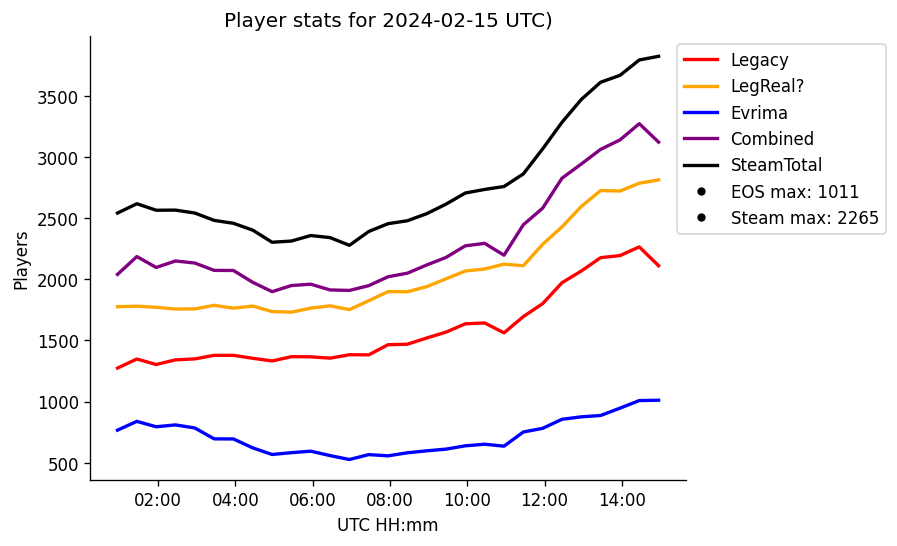 Player stats for 2024-02-15 UTC)
Legacy
LegReal?
Evrima
Combined
SteamTotal
EOS max: 1011
Steam max: 2265
Players
3500
3000
2500
2000
1500
1000
500
02:00 04:00 06:00 08:00 10:00 12:00 14:00
UTC HH:mm